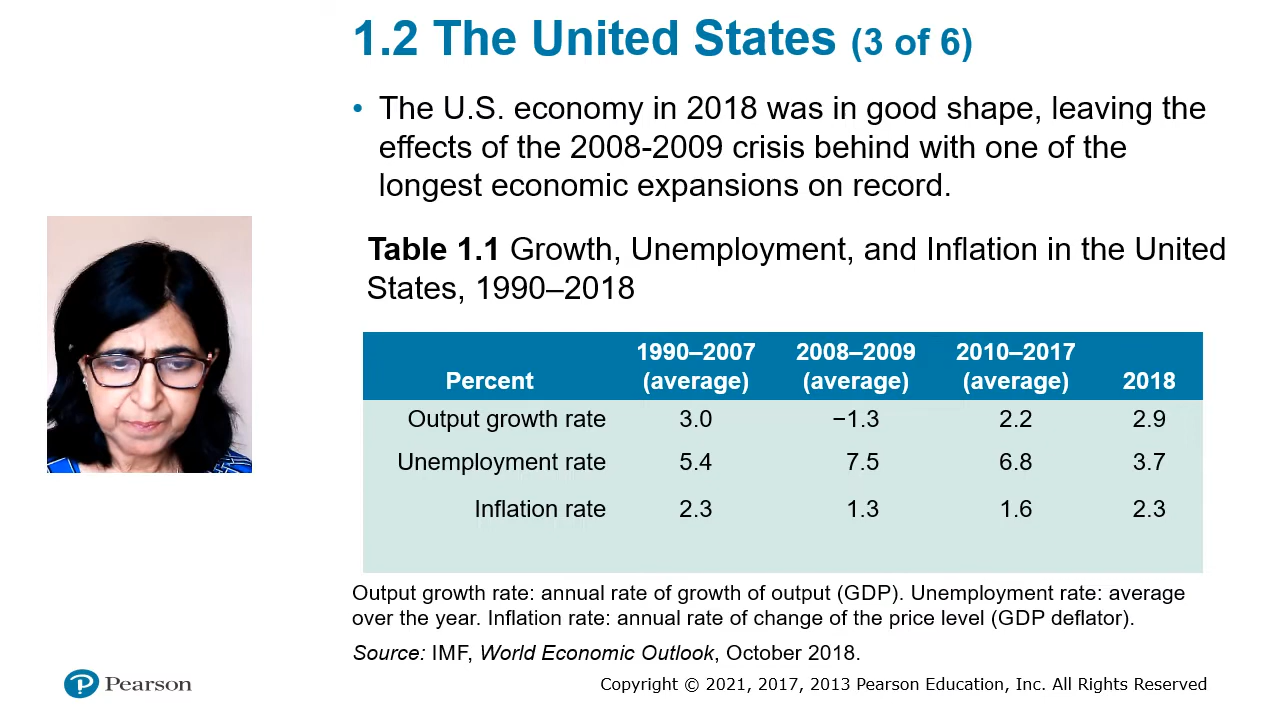 1.2 The United States (3 of 6)
• The U.S. economy in 2018 was in good shape, leaving the
effects of the 2008-2009 crisis behind with one of the
longest economic expansions on record.
Table 1.1 Growth, Unemployment, and Inflation in the United
States, 1990–2018
1990–2007 2008–2009 2010–2017
Percent (average) (average) (average) 2018
Output growth rate 3.0 −1.3 2.2 2.9
Unemployment rate 5.4 7.5 6.8 3.7
Inflation rate 2.3 1.3 1.6 2.3
Output growth rate: annual rate of growth of output (GDP). Unemployment rate: average
over the year. Inflation rate: annual rate of change of the price level (GDP deflator).
Source: IMF, World Economic Outlook, October 2018.
P Pearson
Copyright © 2021, 2017, 2013 Pearson Education, Inc. All Rights Reserved